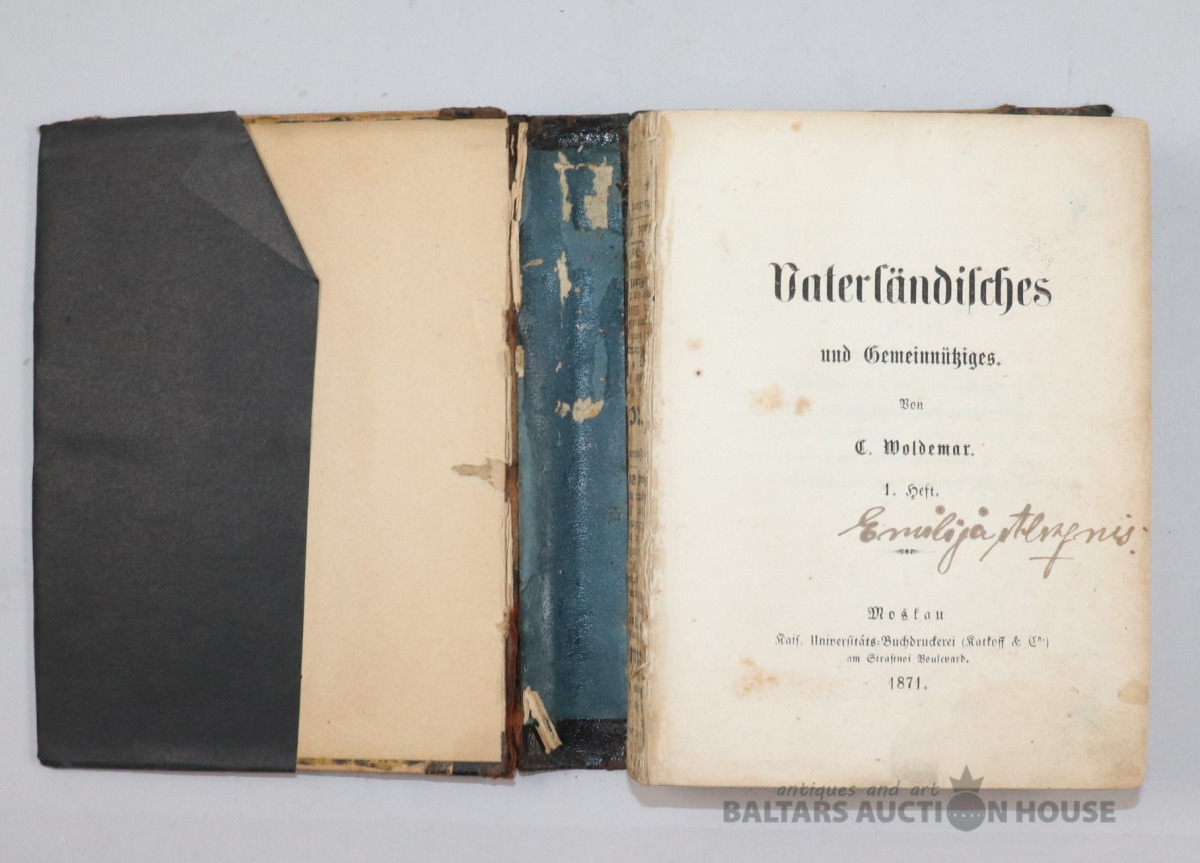 Vaterländisches
und Gemeinnütziges.
Von
C. Woldemar.
1. Heft.
Emilija
Moskau
Kais. Universitäts-Buchdruckerei (Katkoff & Cº·)
am Strastnoi Boulevard.
1871.
antiques and art
BALTARS AUCTION HOUSE